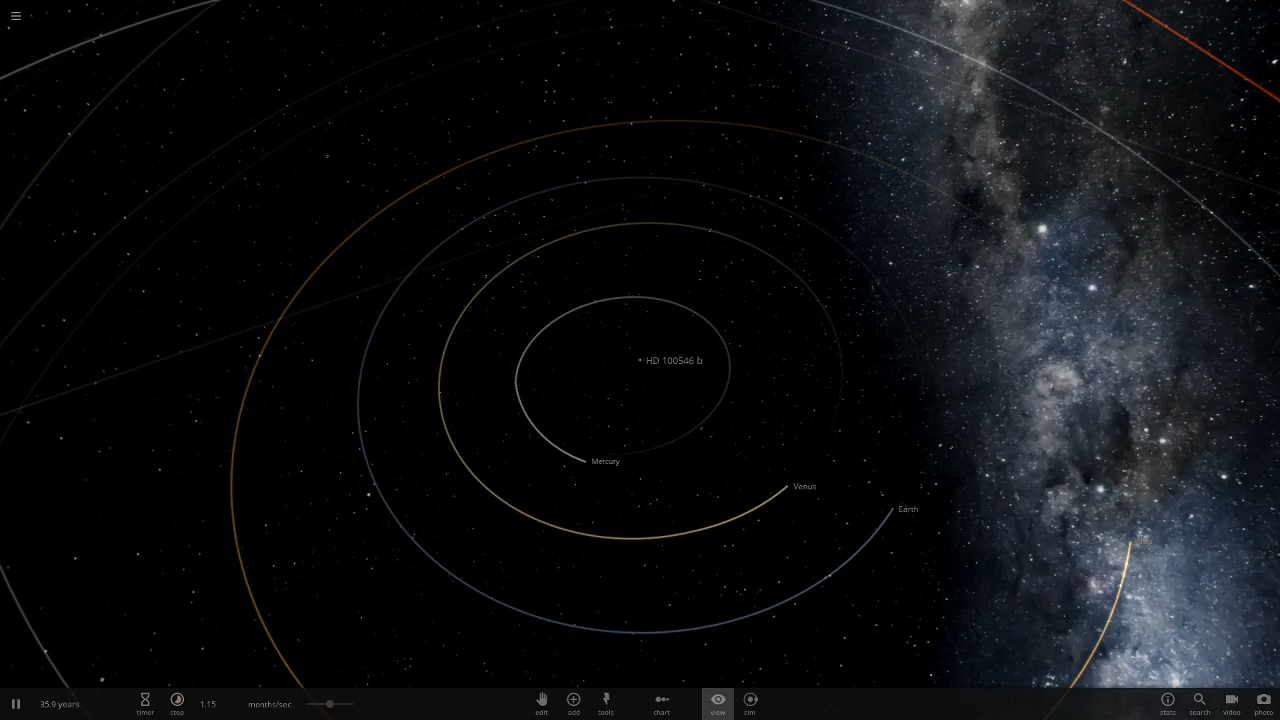 HD 100546 b
Mercury
Venus
Earth
35.9 years
timer
step
1.15
months/sec
edit
add
tools
chart
view
sim
stats
search
video
photo